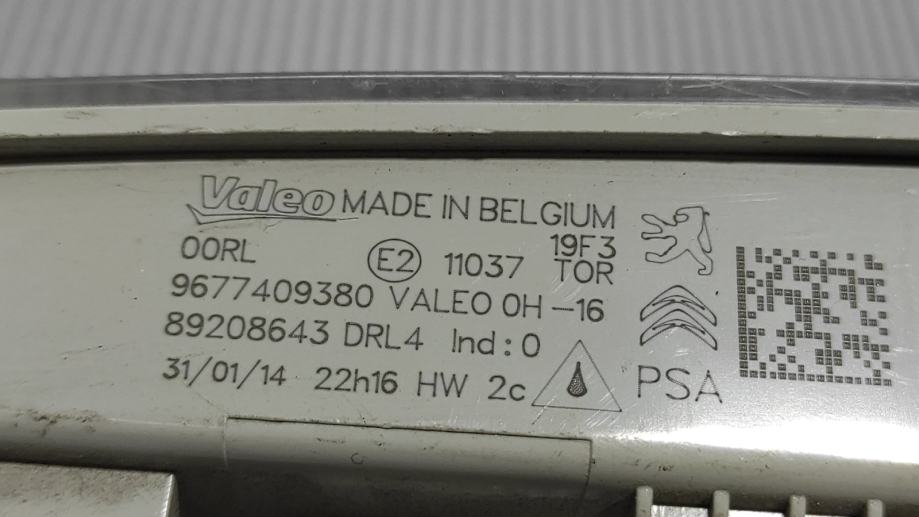 Valeo MADE IN BELGIUM
19F3
00RL E2 11037 TOR
9677409380 VALEO 0H-16
89208643 DRL4 Ind:0
31/01/14 22h16 HW 2c PSA